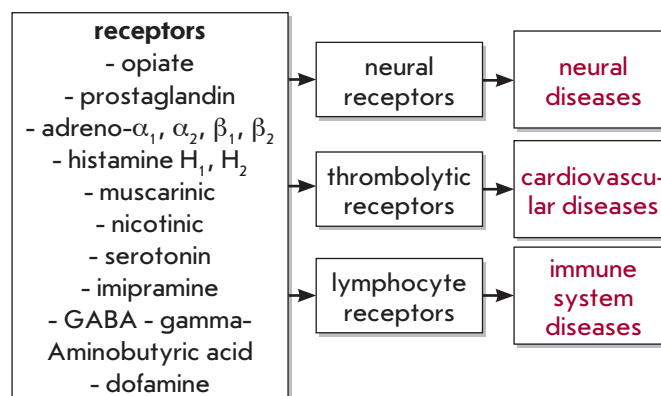 receptors
- opiate
- prostaglandin
- adreno-α₁, α₂, β₁, β₂
- histamine H₁, H₂
- muscarinic
- nicotinic
- serotonin
- imipramine
- GABA - gamma-
Aminobutyric acid
- dofamine
neural
receptors
neural
diseases
thrombolytic
receptors
cardiovascu-
lar diseases
lymphocyte
receptors
immune
system
diseases